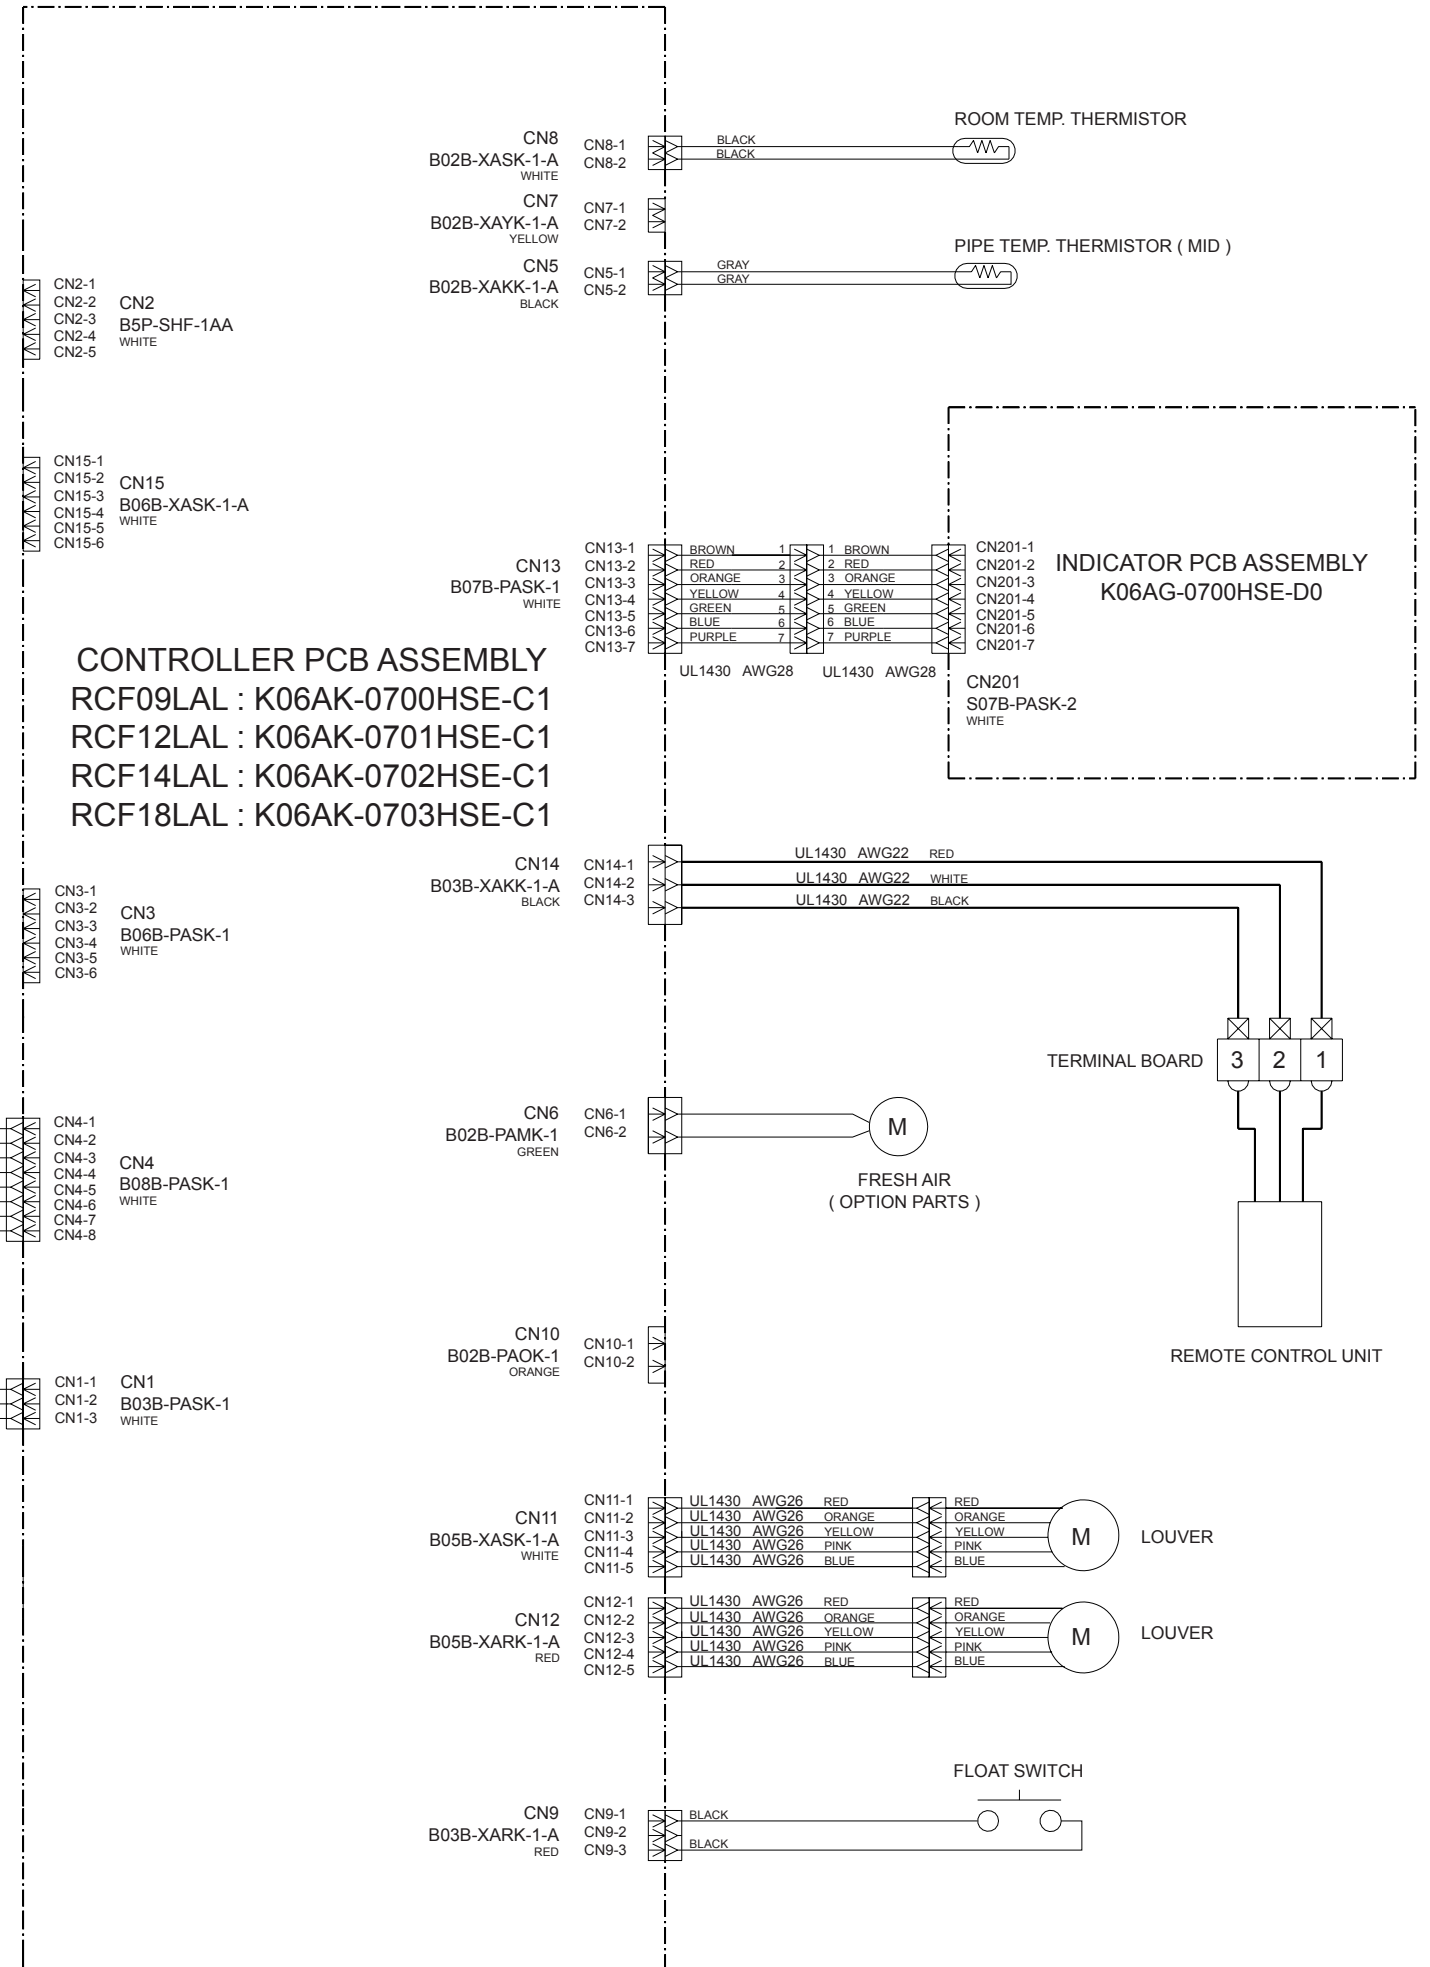 ROOM TEMP. THERMISTOR
CN8
B02B-XASK-1-A
WHITE
CN8-1
CN8-2
BLACK
BLACK
CN7
B02B-XAYK-1-A
YELLOW
CN7-1
CN7-2
PIPE TEMP. THERMISTOR ( MID )
CN5
B02B-XAKK-1-A
BLACK
CN5-1
CN5-2
GRAY
GRAY
CN2-1
CN2-2
CN2-3
CN2-4
CN2-5
CN2
B5P-SHF-1AA
WHITE
CN15-1
CN15-2
CN15-3
CN15-4
CN15-5
CN15-6
CN15
B06B-XASK-1-A
WHITE
CN13
B07B-PASK-1
WHITE
CN13-1
CN13-2
CN13-3
CN13-4
CN13-5
CN13-6
CN13-7
BROWN 1
RED 2
ORANGE 3
YELLOW 4
GREEN 5
BLUE 6
PURPLE 7
1 BROWN
2 RED
3 ORANGE
4 YELLOW
5 GREEN
6 BLUE
7 PURPLE
UL1430 AWG28
UL1430 AWG28
CN201-1
CN201-2
CN201-3
CN201-4
CN201-5
CN201-6
CN201-7
INDICATOR PCB ASSEMBLY
K06AG-0700HSE-D0
CN201
S07B-PASK-2
WHITE
CONTROLLER PCB ASSEMBLY
RCF09LAL : K06AK-0700HSE-C1
RCF12LAL : K06AK-0701HSE-C1
RCF14LAL : K06AK-0702HSE-C1
RCF18LAL : K06AK-0703HSE-C1
CN14
B03B-XAKK-1-A
BLACK
CN14-1
CN14-2
CN14-3
UL1430 AWG22 RED
UL1430 AWG22 WHITE
UL1430 AWG22 BLACK
CN3-1
CN3-2
CN3-3
CN3-4
CN3-5
CN3-6
CN3
B06B-PASK-1
WHITE
TERMINAL BOARD
3 2 1
CN4-1
CN4-2
CN4-3
CN4-4
CN4-5
CN4-6
CN4-7
CN4-8
CN4
B08B-PASK-1
WHITE
CN6
B02B-PAMK-1
GREEN
CN6-1
CN6-2
M
FRESH AIR
( OPTION PARTS )
REMOTE CONTROL UNIT
CN10
B02B-PAOK-1
ORANGE
CN10-1
CN10-2
CN1-1
CN1-2
CN1-3
CN1
B03B-PASK-1
WHITE
CN11
B05B-XASK-1-A
WHITE
CN11-1
CN11-2
CN11-3
CN11-4
CN11-5
UL1430 AWG26 RED
UL1430 AWG26 ORANGE
UL1430 AWG26 YELLOW
UL1430 AWG26 PINK
UL1430 AWG26 BLUE
RED
ORANGE
YELLOW
PINK
BLUE
M
LOUVER
CN12
B05B-XARK-1-A
RED
CN12-1
CN12-2
CN12-3
CN12-4
CN12-5
UL1430 AWG26 RED
UL1430 AWG26 ORANGE
UL1430 AWG26 YELLOW
UL1430 AWG26 PINK
UL1430 AWG26 BLUE
RED
ORANGE
YELLOW
PINK
BLUE
M
LOUVER
FLOAT SWITCH
CN9
B03B-XARK-1-A
RED
CN9-1
CN9-2
CN9-3
BLACK
BLACK